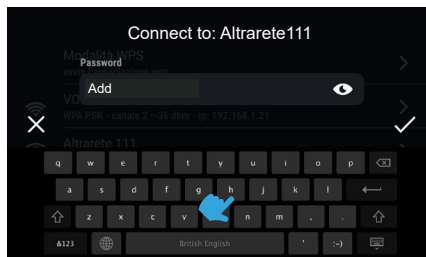 Connect to: Altrarete111
Modalità WPS
Password
Add
WPA PSK - canale 2 --36 dbm - ip: 192.168.1.21
Altrarete 111
q w e r t y u i o p
a s d f g h j k l
z x c v n m , .
&123 British English ' :-)